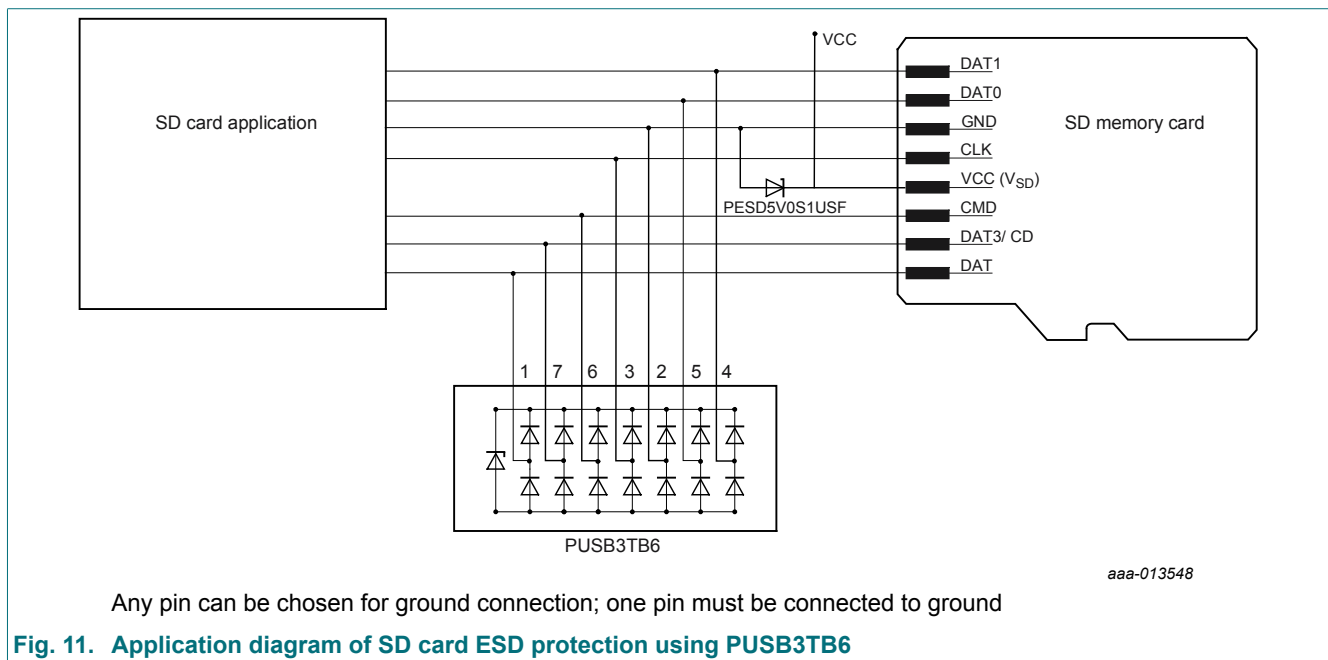 VCC
SD card application
DAT1
DAT0
GND
CLK
VCC (VSD)
CMD
DAT3/ CD
DAT
SD memory card
PESD5V0S1USF
1 7 6 3 2 5 4
PUSB3TB6
aaa-013548
Any pin can be chosen for ground connection; one pin must be connected to ground
Fig. 11. Application diagram of SD card ESD protection using PUSB3TB6